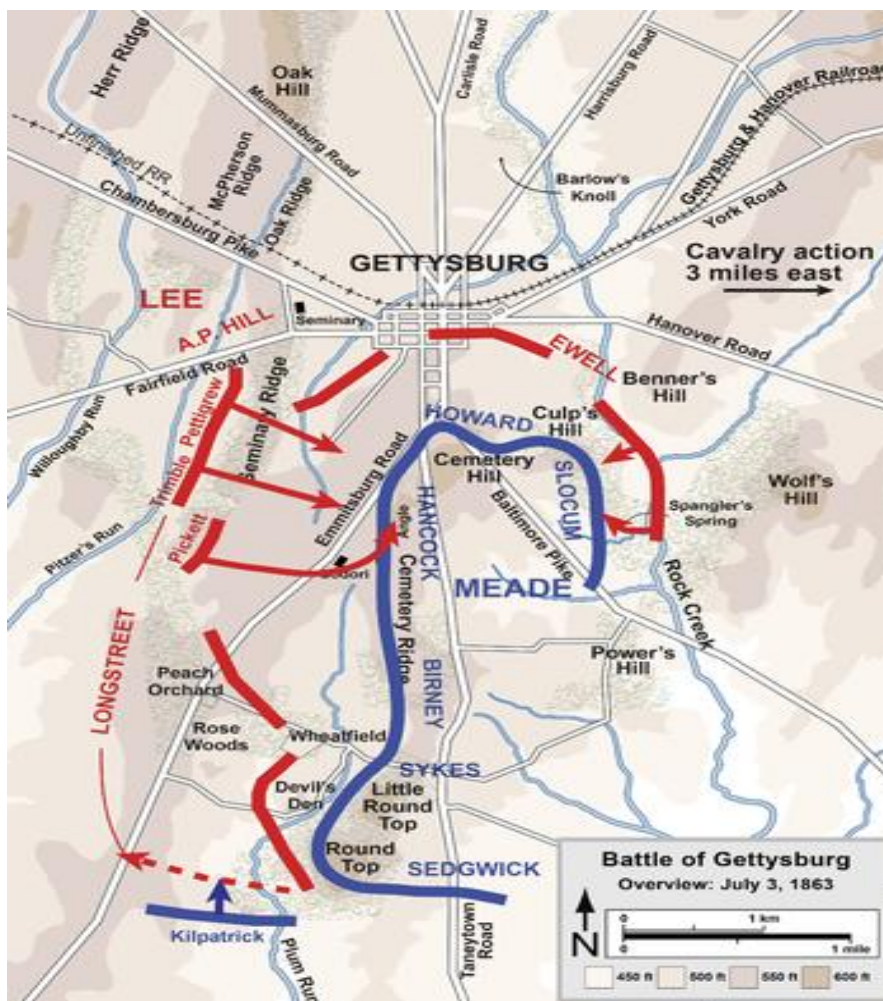 Herr Ridge
Oak
Hill
Mummasburg Road
Carlisle Road
Harrisburg Road
Gettysburg & Hanover Railroad
Unfinished RR
McPherson
Ridge
Oak Ridge
Barlow's
Knoll
York Road
Chambersburg Pike
GETTYSBURG
Cavalry action
3 miles east
LEE
A.P. HILL
Seminary
Hanover Road
EWELL
Fairfield Road
Benner's
Hill
Willoughby Run
Pettigrew
Trimble
Seminary Ridge
HOWARD
Culp's
Hill
Emmitsburg Road
Cemetery
Hill
SLOCUM
Wolf's
Hill
HANCOCK
Angle
Baltimore Pike
Spangler's
Spring
Pitzer's Run
Pickett
Codori
Cemetery Ridge
MEADE
Rock Creek
LONGSTREET
Peach
Orchard
BIRNEY
Power's
Hill
Rose
Woods
Wheatfield
SYKES
Devil's
Den
Little
Round
Top
Round
Top
SEDGWICK
Kilpatrick
Plum Run
Taneytown
Road
Battle of Gettysburg
Overview: July 3, 1863
N
0 1 km
0 1 mile
450 ft 500 ft 550 ft 600 ft